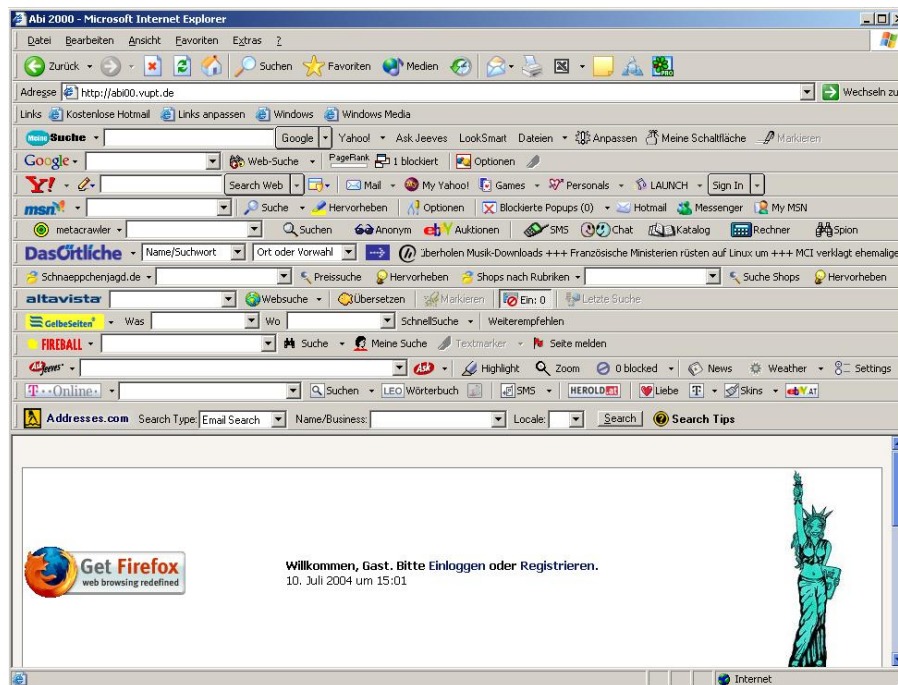 Abi 2000 - Microsoft Internet Explorer
Datei Bearbeiten Ansicht Favoriten Extras ?
Zurück Suchen Favoriten Medien PRO
Adresse http://abi00.vupt.de Wechseln zu
Links Kostenlose Hotmail Links anpassen Windows Windows Media
Meine Suche Google Yahoo! Ask Jeeves LookSmart Dateien Anpassen Meine Schaltfläche Markieren
Google Web-Suche PageRank 1 blockiert Optionen
Y! Search Web Mail My Yahoo! Games Personals LAUNCH Sign In
msn Suche Hervorheben Optionen Blockierte Popups (0) Hotmail Messenger My MSN
metacrawler Suchen Anonym ebY Auktionen SMS Chat Katalog Rechner Spion
DasÖrtliche Name/Suchwort Ort oder Vorwahl überholen Musik-Downloads +++ Französische Ministerien rüsten auf Linux um +++ MCI verklagt ehemalige
Schnaeppchenjagd.de Preissuche Hervorheben Shops nach Rubriken Suche Shops Hervorheben
altavista Websuche Übersetzen Markieren Ein: 0 Letzte Suche
GelbeSeiten Was Wo SchnellSuche Weiterempfehlen
FIREBALL Suche Meine Suche Textmarker Seite melden
Ask Jeeves Ask Highlight Zoom 0 blocked News Weather Settings
T··Online· Suchen LEO Wörterbuch SMS HEROLD Liebe T Skins ebY AT
Addresses.com Search Type: Email Search Name/Business: Locale: Search Search Tips
Get Firefox
web browsing redefined
Willkommen, Gast. Bitte Einloggen oder Registrieren.
10. Juli 2004 um 15:01
Internet